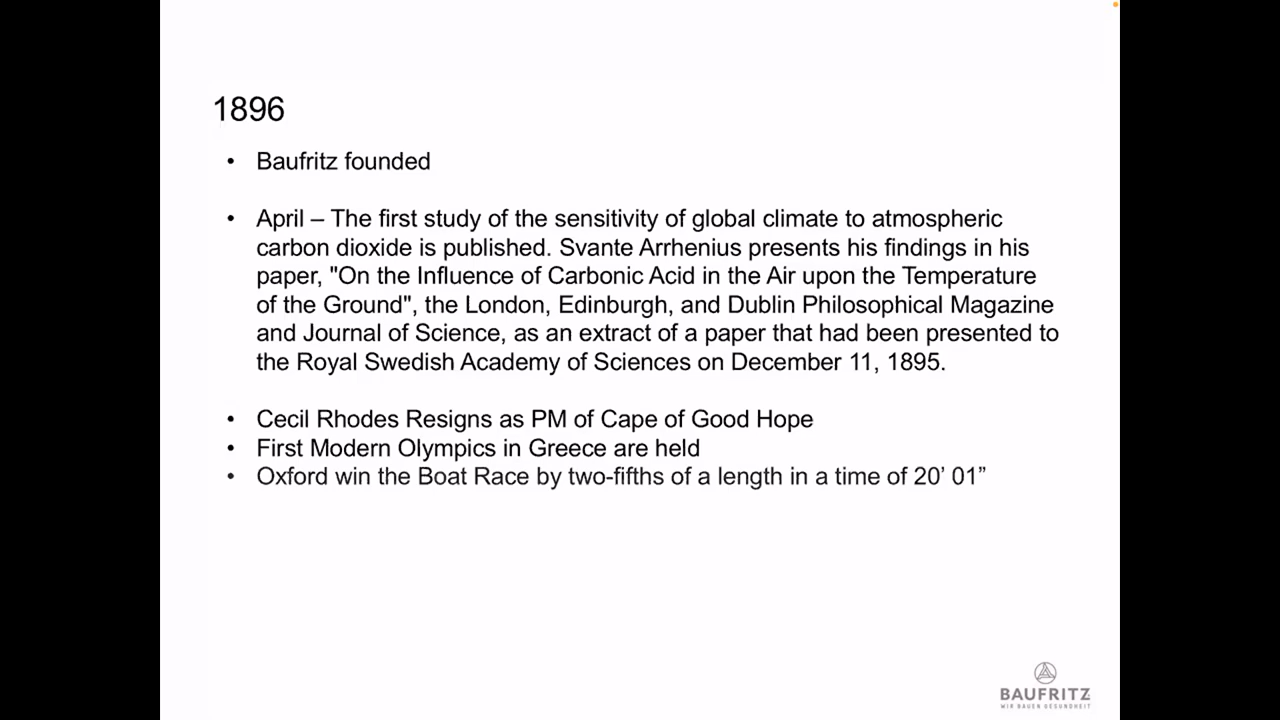 1896
• Baufritz founded
• April – The first study of the sensitivity of global climate to atmospheric
carbon dioxide is published. Svante Arrhenius presents his findings in his
paper, "On the Influence of Carbonic Acid in the Air upon the Temperature
of the Ground", the London, Edinburgh, and Dublin Philosophical Magazine
and Journal of Science, as an extract of a paper that had been presented to
the Royal Swedish Academy of Sciences on December 11, 1895.
• Cecil Rhodes Resigns as PM of Cape of Good Hope
• First Modern Olympics in Greece are held
• Oxford win the Boat Race by two-fifths of a length in a time of 20’ 01”
BAUFRITZ
WIR BAUEN GESUNDHEIT